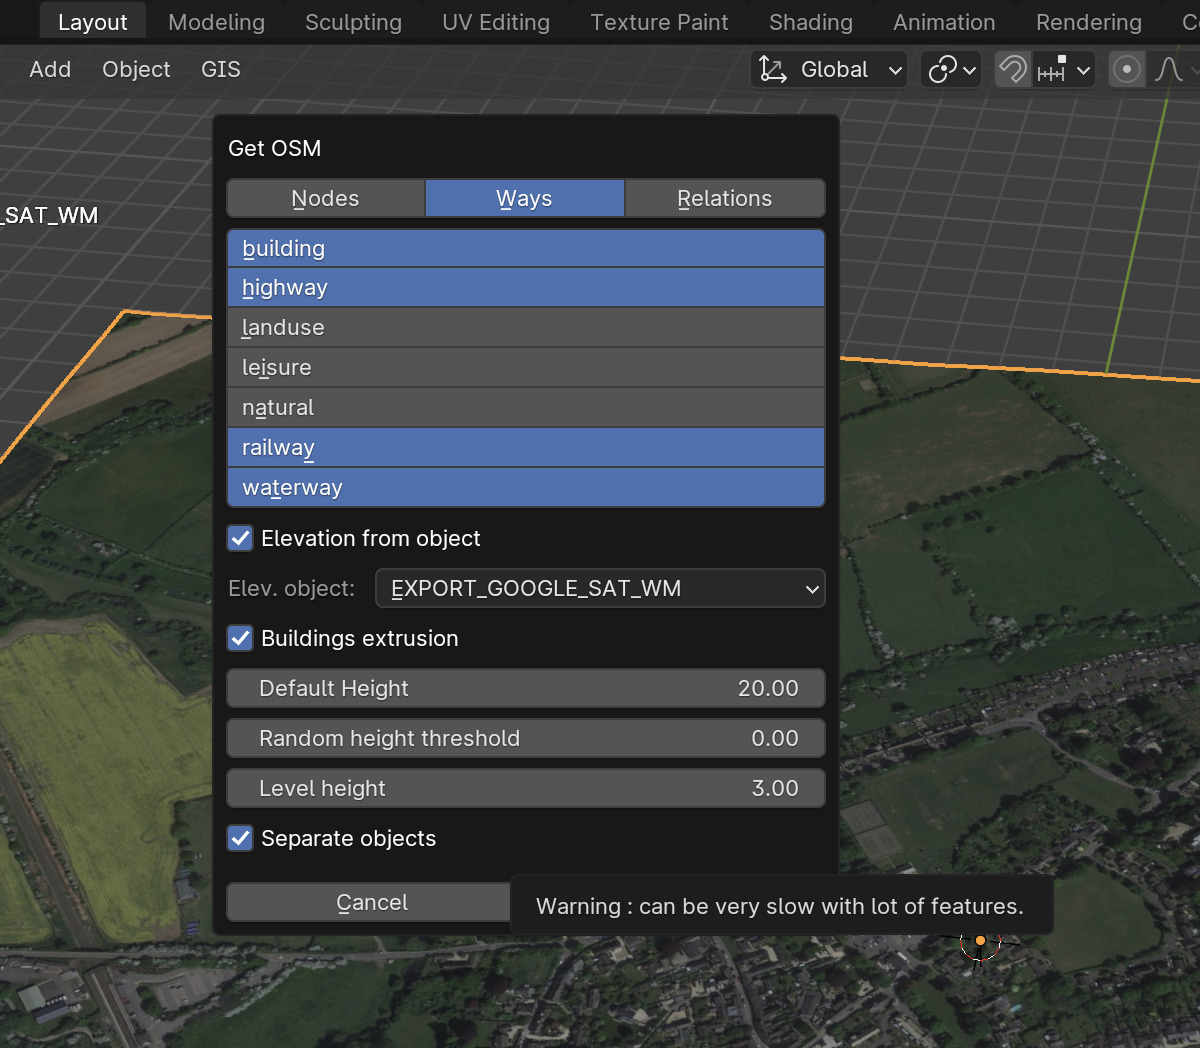 Layout Modeling Sculpting UV Editing Texture Paint Shading Animation Rendering
Add Object GIS Global
Get OSM
Nodes Ways Relations
_SAT_WM
building
highway
landuse
leisure
natural
railway
waterway
Elevation from object
Elev. object: EXPORT_GOOGLE_SAT_WM
Buildings extrusion
Default Height 20.00
Random height threshold 0.00
Level height 3.00
Separate objects
Cancel
Warning : can be very slow with lot of features.